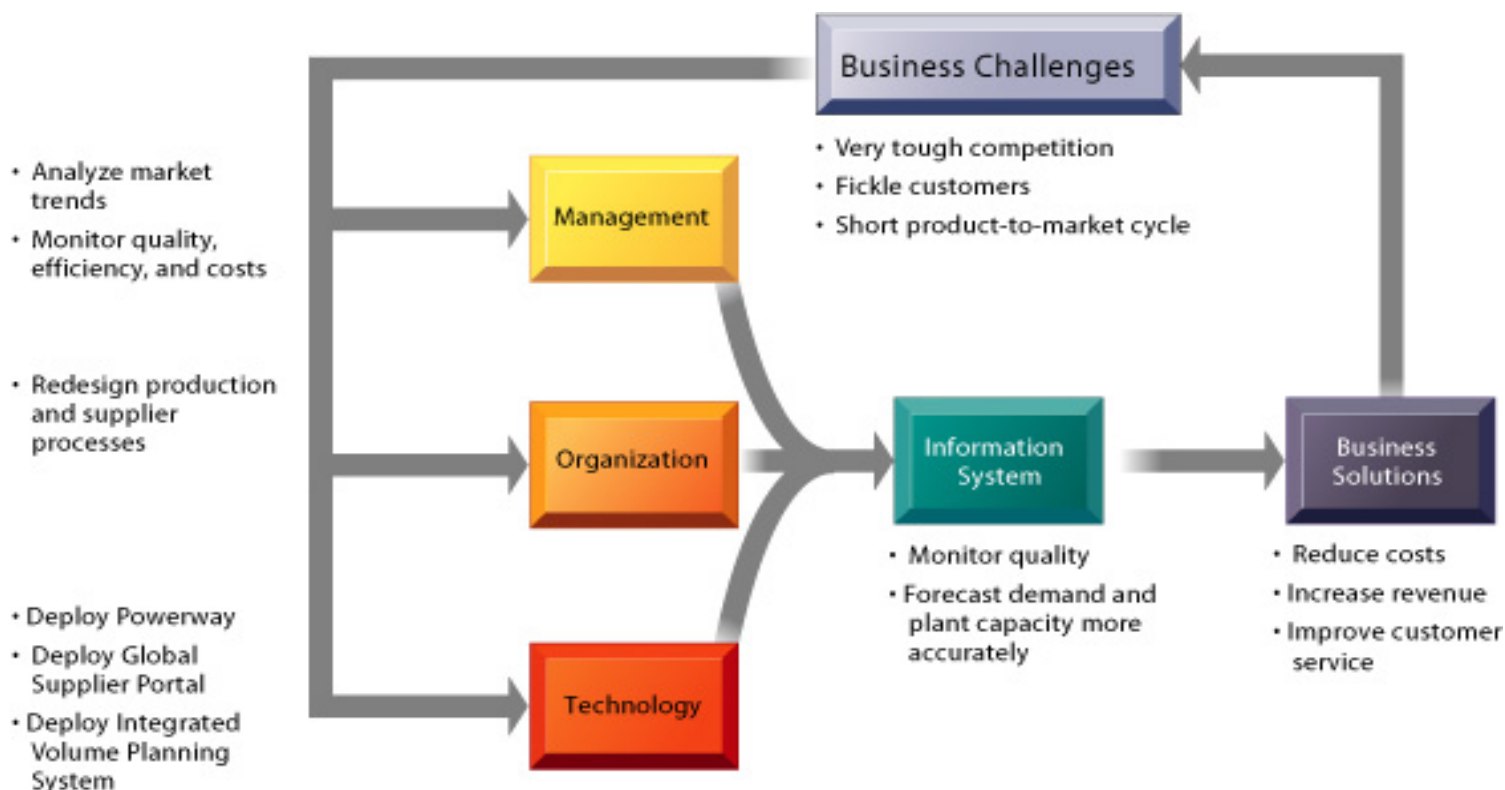 Business Challenges
• Very tough competition
• Fickle customers
• Short product-to-market cycle
• Analyze market
trends
• Monitor quality,
efficiency, and costs
Management
• Redesign production
and supplier
processes
Organization
• Deploy Powerway
• Deploy Global
Supplier Portal
• Deploy Integrated
Volume Planning
System
Technology
Information
System
• Monitor quality
• Forecast demand and
plant capacity more
accurately
Business
Solutions
• Reduce costs
• Increase revenue
• Improve customer
service